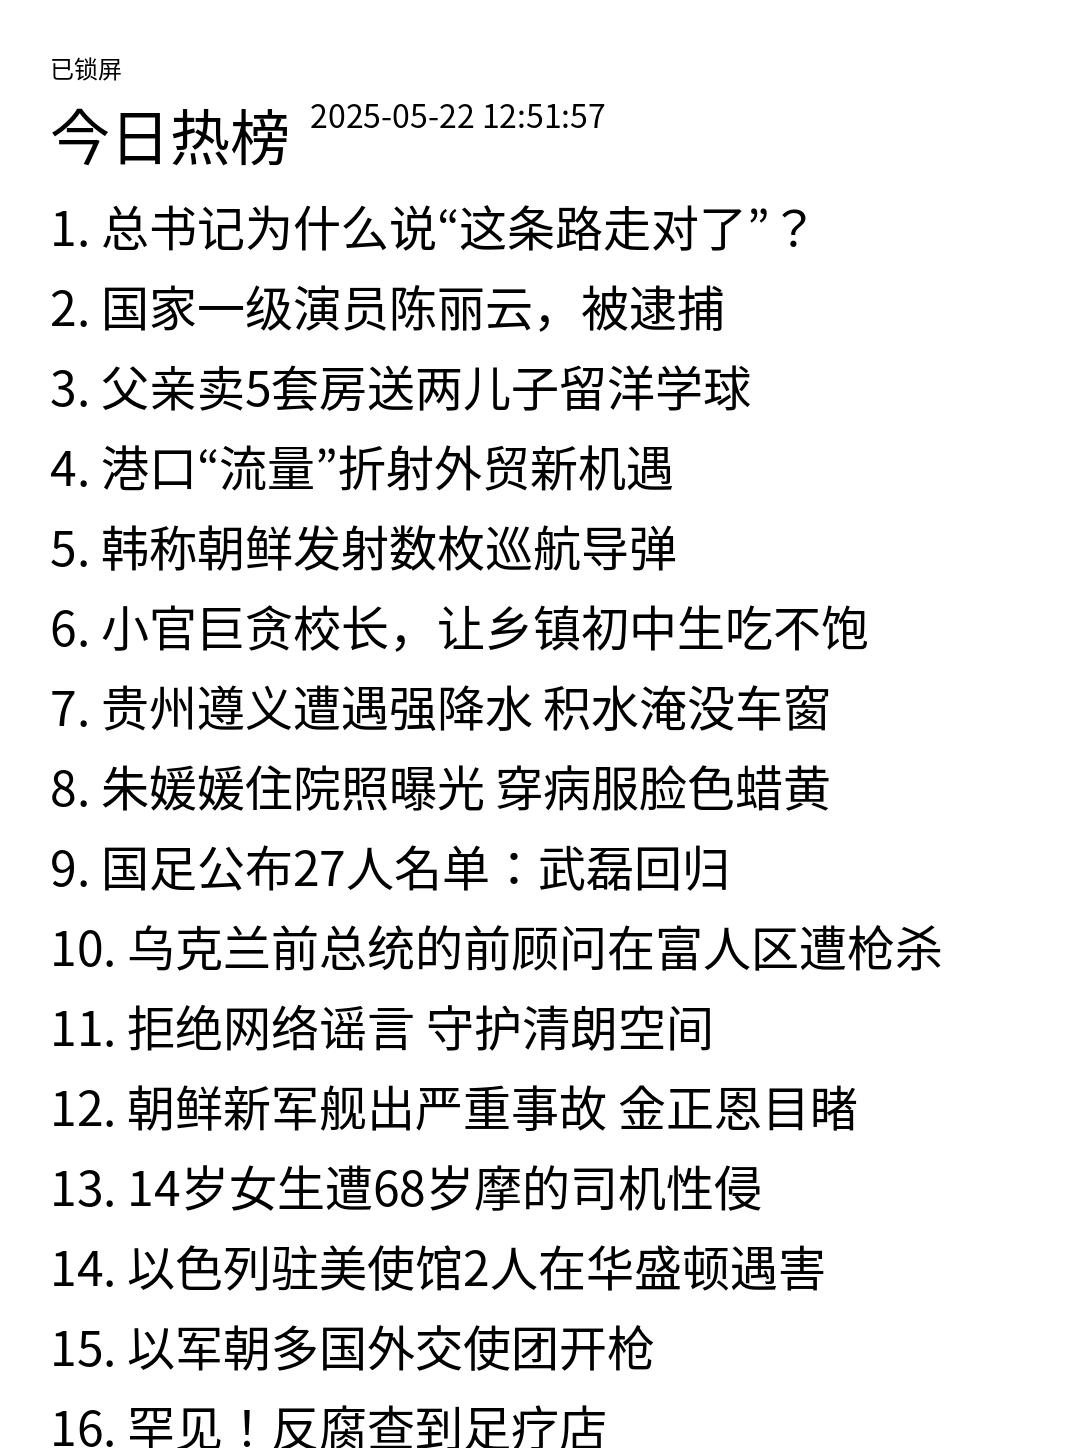 已锁屏
今日热榜 2025-05-22 12:51:57
1. 总书记为什么说“这条路走对了”？
2. 国家一级演员陈丽云，被逮捕
3. 父亲卖5套房送两儿子留洋学球
4. 港口“流量”折射外贸新机遇
5. 韩称朝鲜发射数枚巡航导弹
6. 小官巨贪校长，让乡镇初中生吃不饱
7. 贵州遵义遭遇强降水 积水淹没车窗
8. 朱媛媛住院照曝光 穿病服脸色蜡黄
9. 国足公布27人名单：武磊回归
10. 乌克兰前总统的前顾问在富人区遭枪杀
11. 拒绝网络谣言 守护清朗空间
12. 朝鲜新军舰出严重事故 金正恩目睹
13. 14岁女生遭68岁摩的司机性侵
14. 以色列驻美使馆2人在华盛顿遇害
15. 以军朝多国外交使团开枪
16. 罕见！反腐查到足疗店